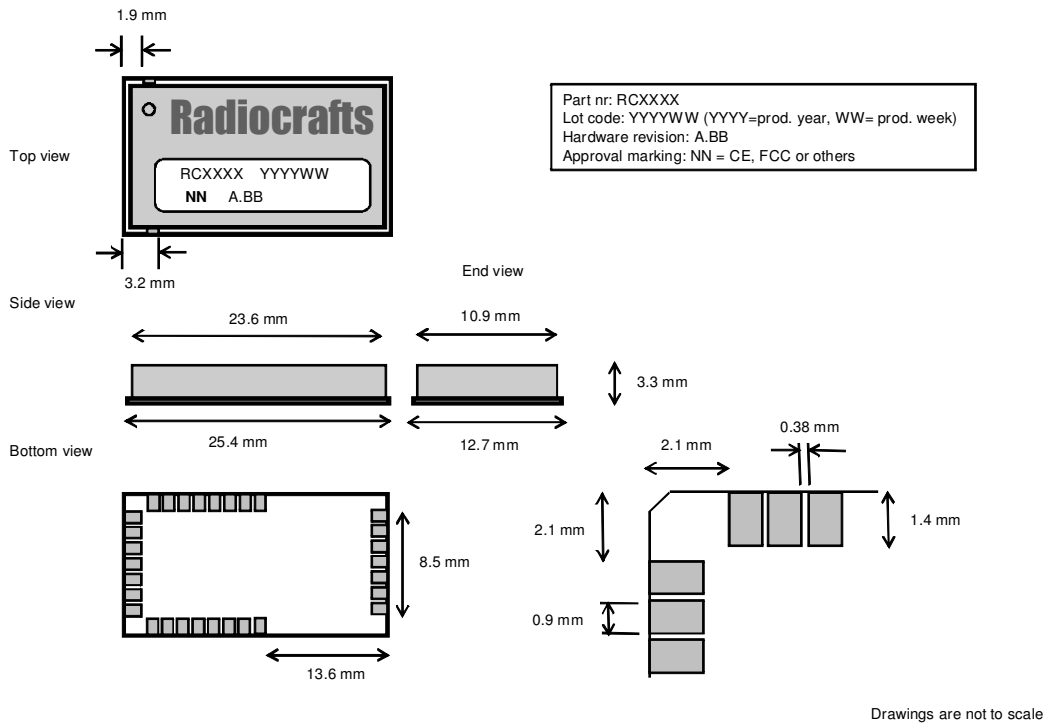 1.9 mm
Radiocrafts
RCXXXX YYYYWW
NN A.BB
Part nr: RCXXXX
Lot code: YYYYWW (YYYY=prod. year, WW= prod. week)
Hardware revision: A.BB
Approval marking: NN = CE, FCC or others
Top view
3.2 mm
End view
Side view
23.6 mm
10.9 mm
3.3 mm
25.4 mm
12.7 mm
Bottom view
0.38 mm
2.1 mm
2.1 mm
1.4 mm
8.5 mm
0.9 mm
13.6 mm
Drawings are not to scale